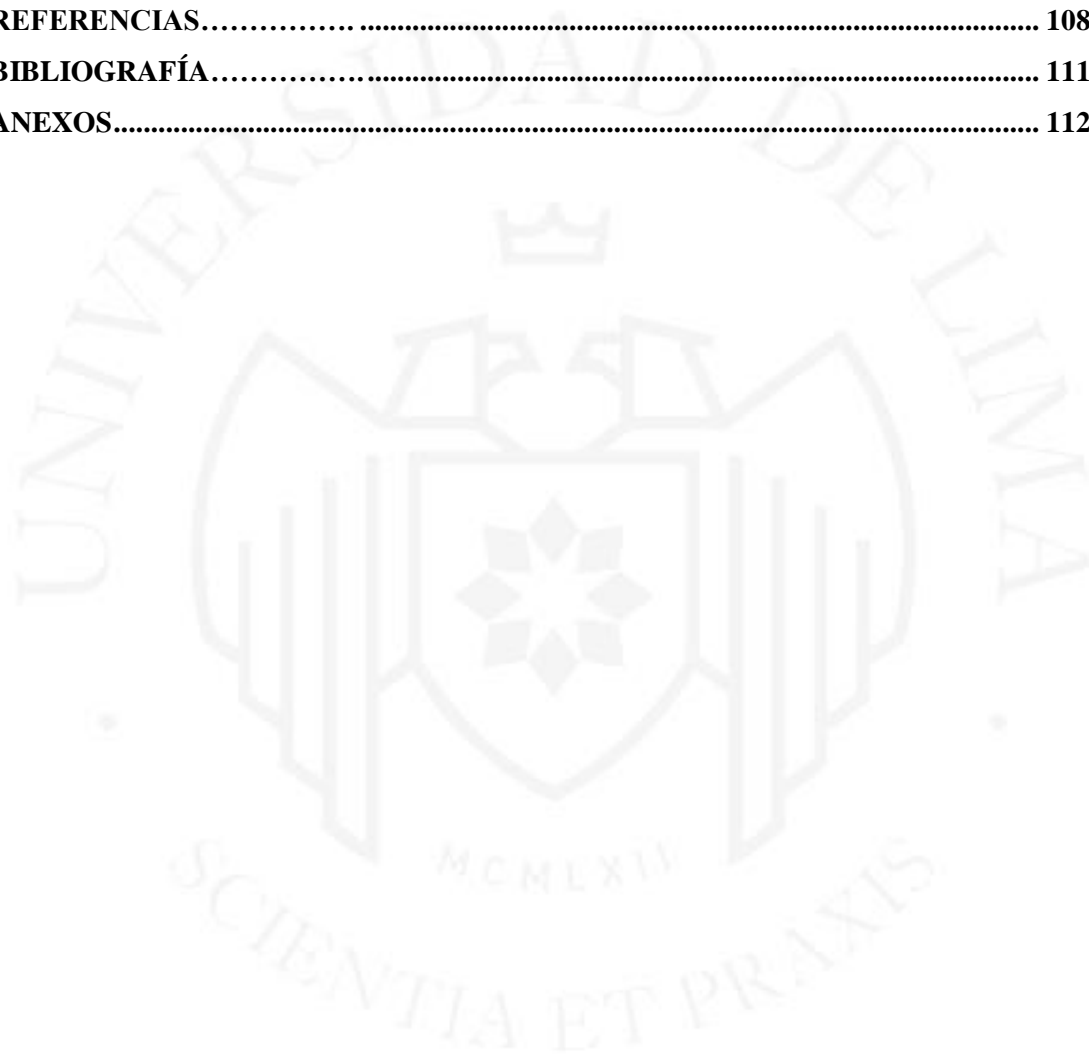 REFERENCIAS…………… .................................................................................................... 108
BIBLIOGRAFÍA…………….................................................................................................... 111
ANEXOS........................................................................................................................................ 112
UNIVERSIDAD DE LIMA
MCMLXII
SCIENTIA ET PRAXIS